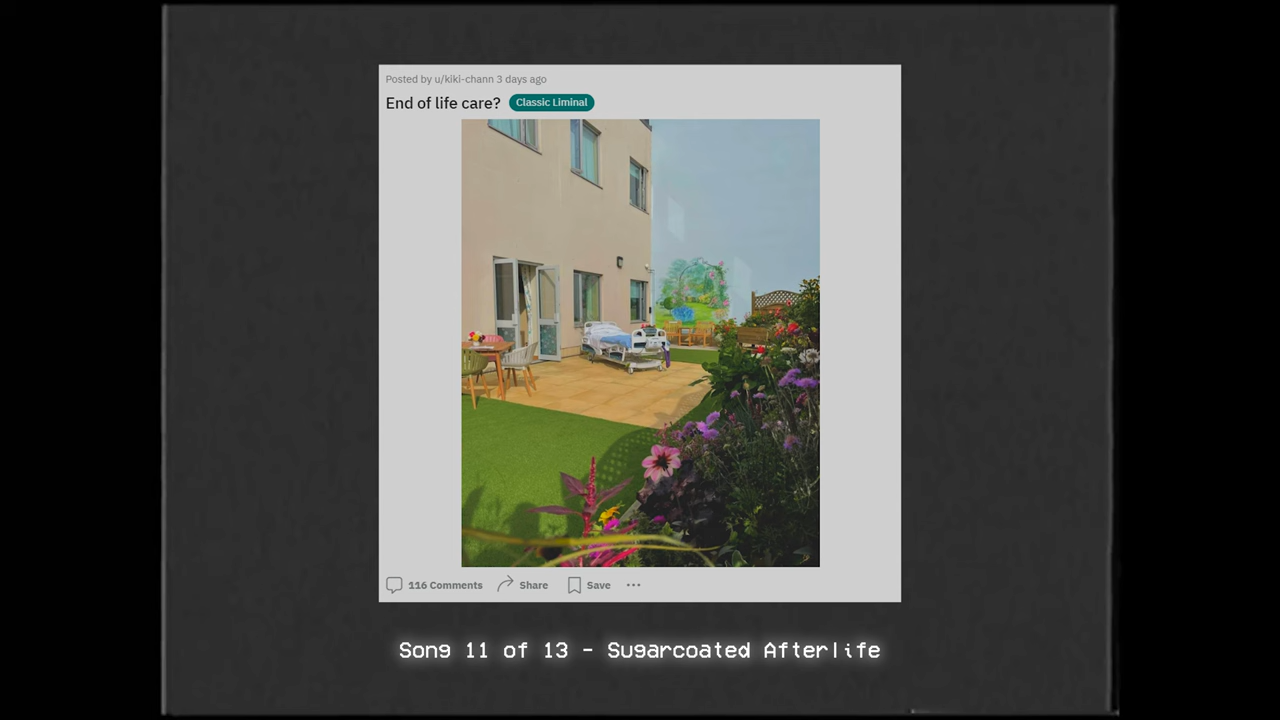 Posted by u/kiki-chann 3 days ago
End of life care? Classic Liminal
116 Comments Share Save ...
Song 11 of 13 - Sugarcoated Afterlife